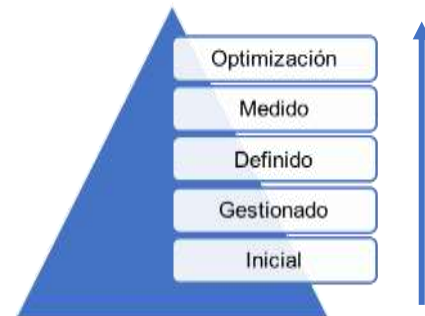 Optimización
Medido
Definido
Gestionado
Inicial